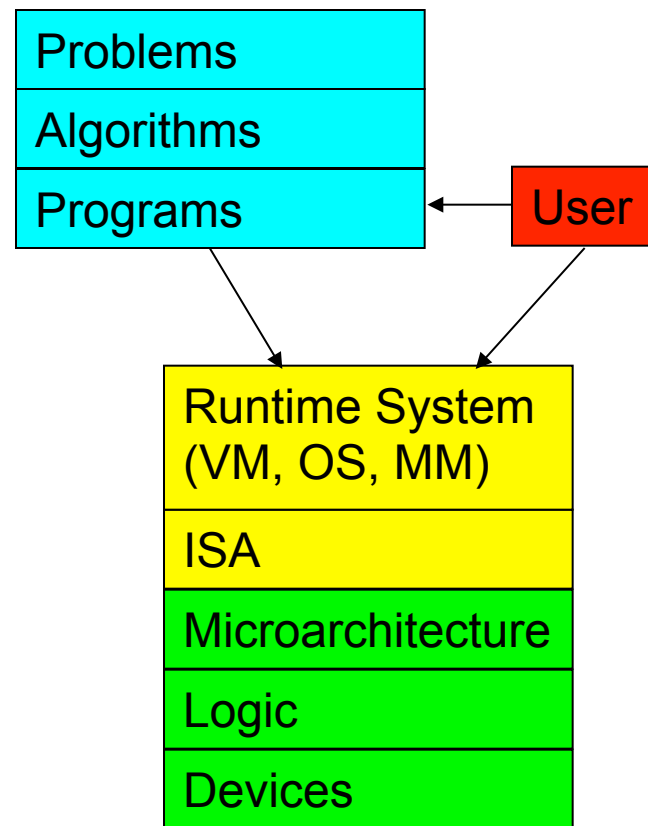 Problems
Algorithms
Programs
User
Runtime System
(VM, OS, MM)
ISA
Microarchitecture
Logic
Devices